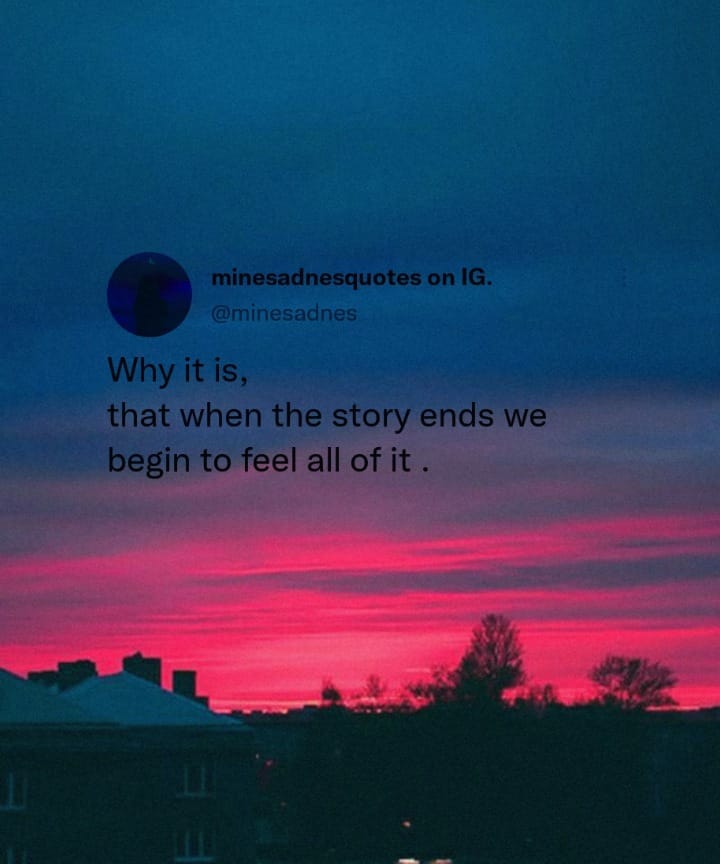 minesadnesquotes on IG.
@minesadnes
Why it is,
that when the story ends we
begin to feel all of it .